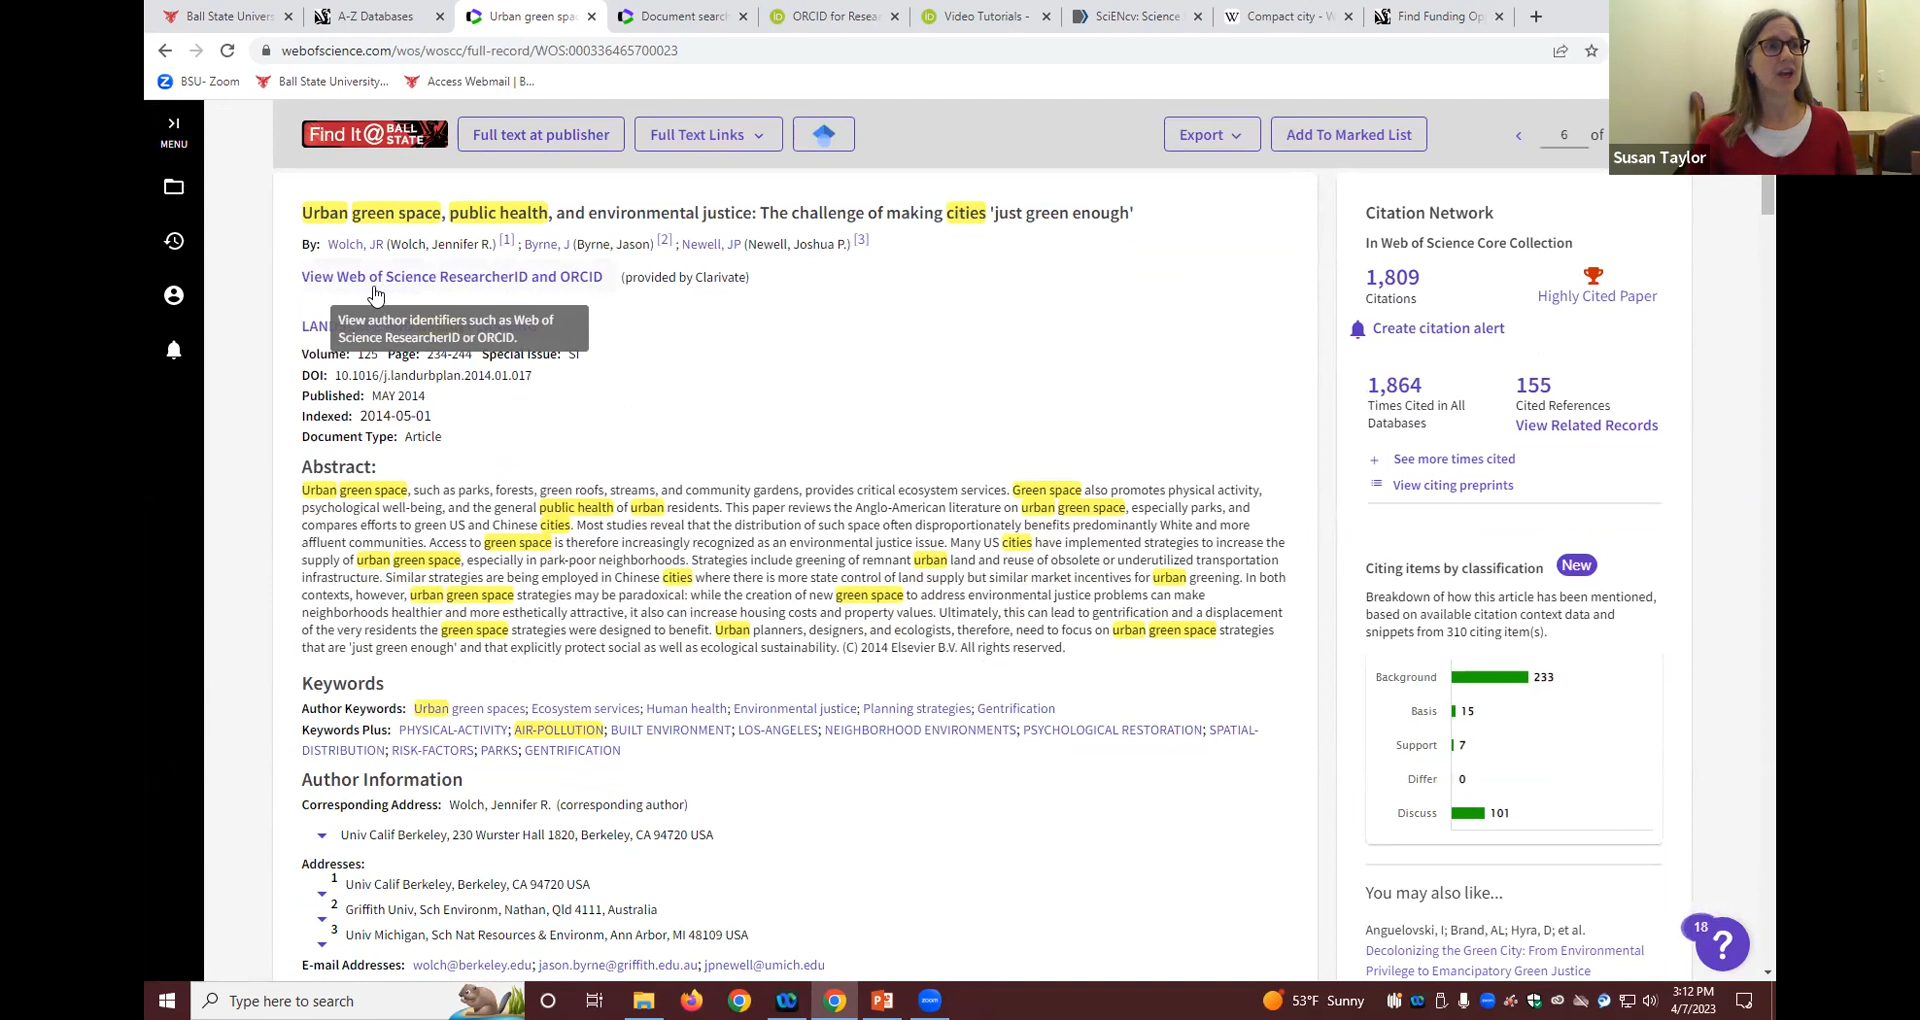 Ball State Univers
A-Z Databases
Urban green spa
Document search
ORCID for Resea
Video Tutorials -
SciENcv: Science
Compact city - W
Find Funding Op
webofscience.com/wos/woscc/full-record/WOS:000336465700023
BSU- Zoom
Ball State University...
Access Webmail | B...
MENU
Find It@BALL STATE
Full text at publisher
Full Text Links
Export
Add To Marked List
6 of
Susan Taylor
Urban green space, public health, and environmental justice: The challenge of making cities 'just green enough'
By: Wolch, JR (Wolch, Jennifer R.) [1] ; Byrne, J (Byrne, Jason) [2] ; Newell, JP (Newell, Joshua P.) [3]
View Web of Science ResearcherID and ORCID (provided by Clarivate)
View author identifiers such as Web of
Science ResearcherID or ORCID.
Volume: 125 Page: 234-244 Special Issue: SI
DOI: 10.1016/j.landurbplan.2014.01.017
Published: MAY 2014
Indexed: 2014-05-01
Document Type: Article
Abstract:
Urban green space, such as parks, forests, green roofs, streams, and community gardens, provides critical ecosystem services. Green space also promotes physical activity,
psychological well-being, and the general public health of urban residents. This paper reviews the Anglo-American literature on urban green space, especially parks, and
compares efforts to green US and Chinese cities. Most studies reveal that the distribution of such space often disproportionately benefits predominantly White and more
affluent communities. Access to green space is therefore increasingly recognized as an environmental justice issue. Many US cities have implemented strategies to increase the
supply of urban green space, especially in park-poor neighborhoods. Strategies include greening of remnant urban land and reuse of obsolete or underutilized transportation
infrastructure. Similar strategies are being employed in Chinese cities where there is more state control of land supply but similar market incentives for urban greening. In both
contexts, however, urban green space strategies may be paradoxical: while the creation of new green space to address environmental justice problems can make
neighborhoods healthier and more esthetically attractive, it also can increase housing costs and property values. Ultimately, this can lead to gentrification and a displacement
of the very residents the green space strategies were designed to benefit. Urban planners, designers, and ecologists, therefore, need to focus on urban green space strategies
that are 'just green enough' and that explicitly protect social as well as ecological sustainability. (C) 2014 Elsevier B.V. All rights reserved.
Keywords
Author Keywords: Urban green spaces; Ecosystem services; Human health; Environmental justice; Planning strategies; Gentrification
Keywords Plus: PHYSICAL-ACTIVITY; AIR-POLLUTION; BUILT ENVIRONMENT; LOS-ANGELES; NEIGHBORHOOD ENVIRONMENTS; PSYCHOLOGICAL RESTORATION; SPATIAL-
DISTRIBUTION; RISK-FACTORS; PARKS; GENTRIFICATION
Author Information
Corresponding Address: Wolch, Jennifer R. (corresponding author)
Univ Calif Berkeley, 230 Wurster Hall 1820, Berkeley, CA 94720 USA
Addresses:
1 Univ Calif Berkeley, Berkeley, CA 94720 USA
2 Griffith Univ, Sch Environm, Nathan, Qld 4111, Australia
3 Univ Michigan, Sch Nat Resources & Environm, Ann Arbor, MI 48109 USA
E-mail Addresses: wolch@berkeley.edu; jason.byrne@griffith.edu.au; jpnewell@umich.edu
Citation Network
In Web of Science Core Collection
1,809
Citations
Highly Cited Paper
Create citation alert
1,864
Times Cited in All
Databases
155
Cited References
View Related Records
+ See more times cited
View citing preprints
Citing items by classification New
Breakdown of how this article has been mentioned,
based on available citation context data and
snippets from 310 citing item(s).
Background 233
Basis 15
Support 7
Differ 0
Discuss 101
You may also like...
Anguelovski, I; Brand, AL; Hyra, D; et al.
Decolonizing the Green City: From Environmental
Privilege to Emancipatory Green Justice
18
?
Type here to search
53°F Sunny
3:12 PM
4/7/2023